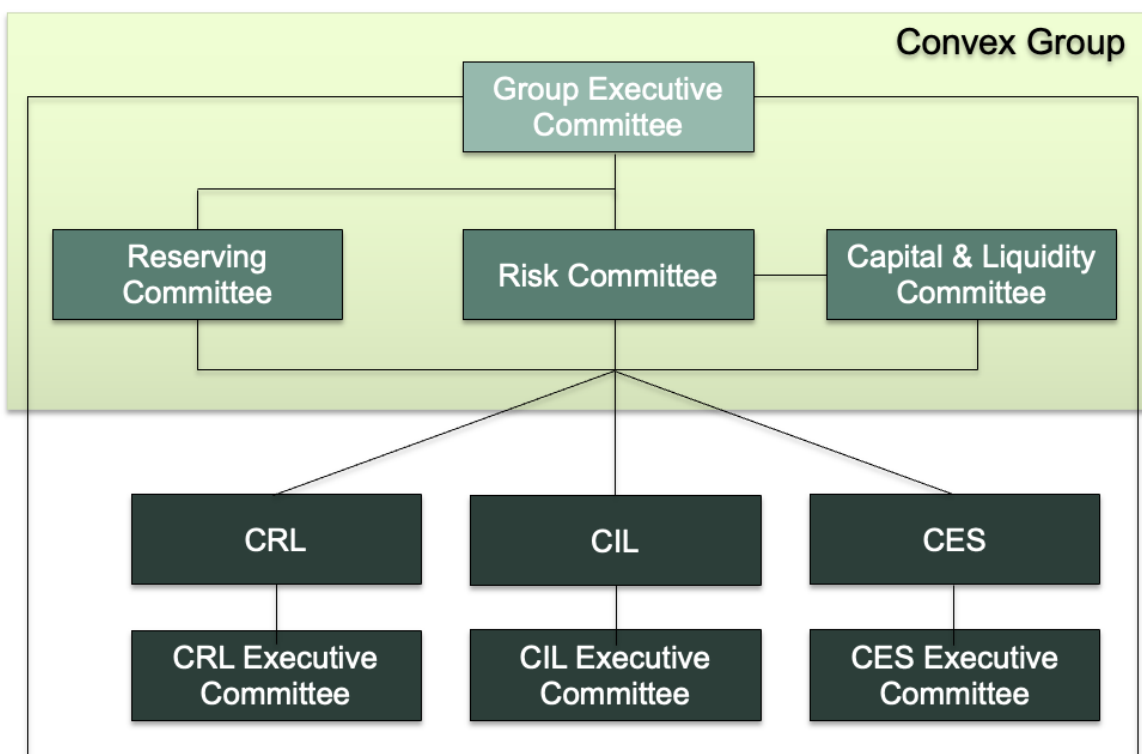 Convex Group
Group Executive
Committee
Reserving
Committee
Risk Committee
Capital & Liquidity
Committee
CRL
CIL
CES
CRL Executive
Committee
CIL Executive
Committee
CES Executive
Committee